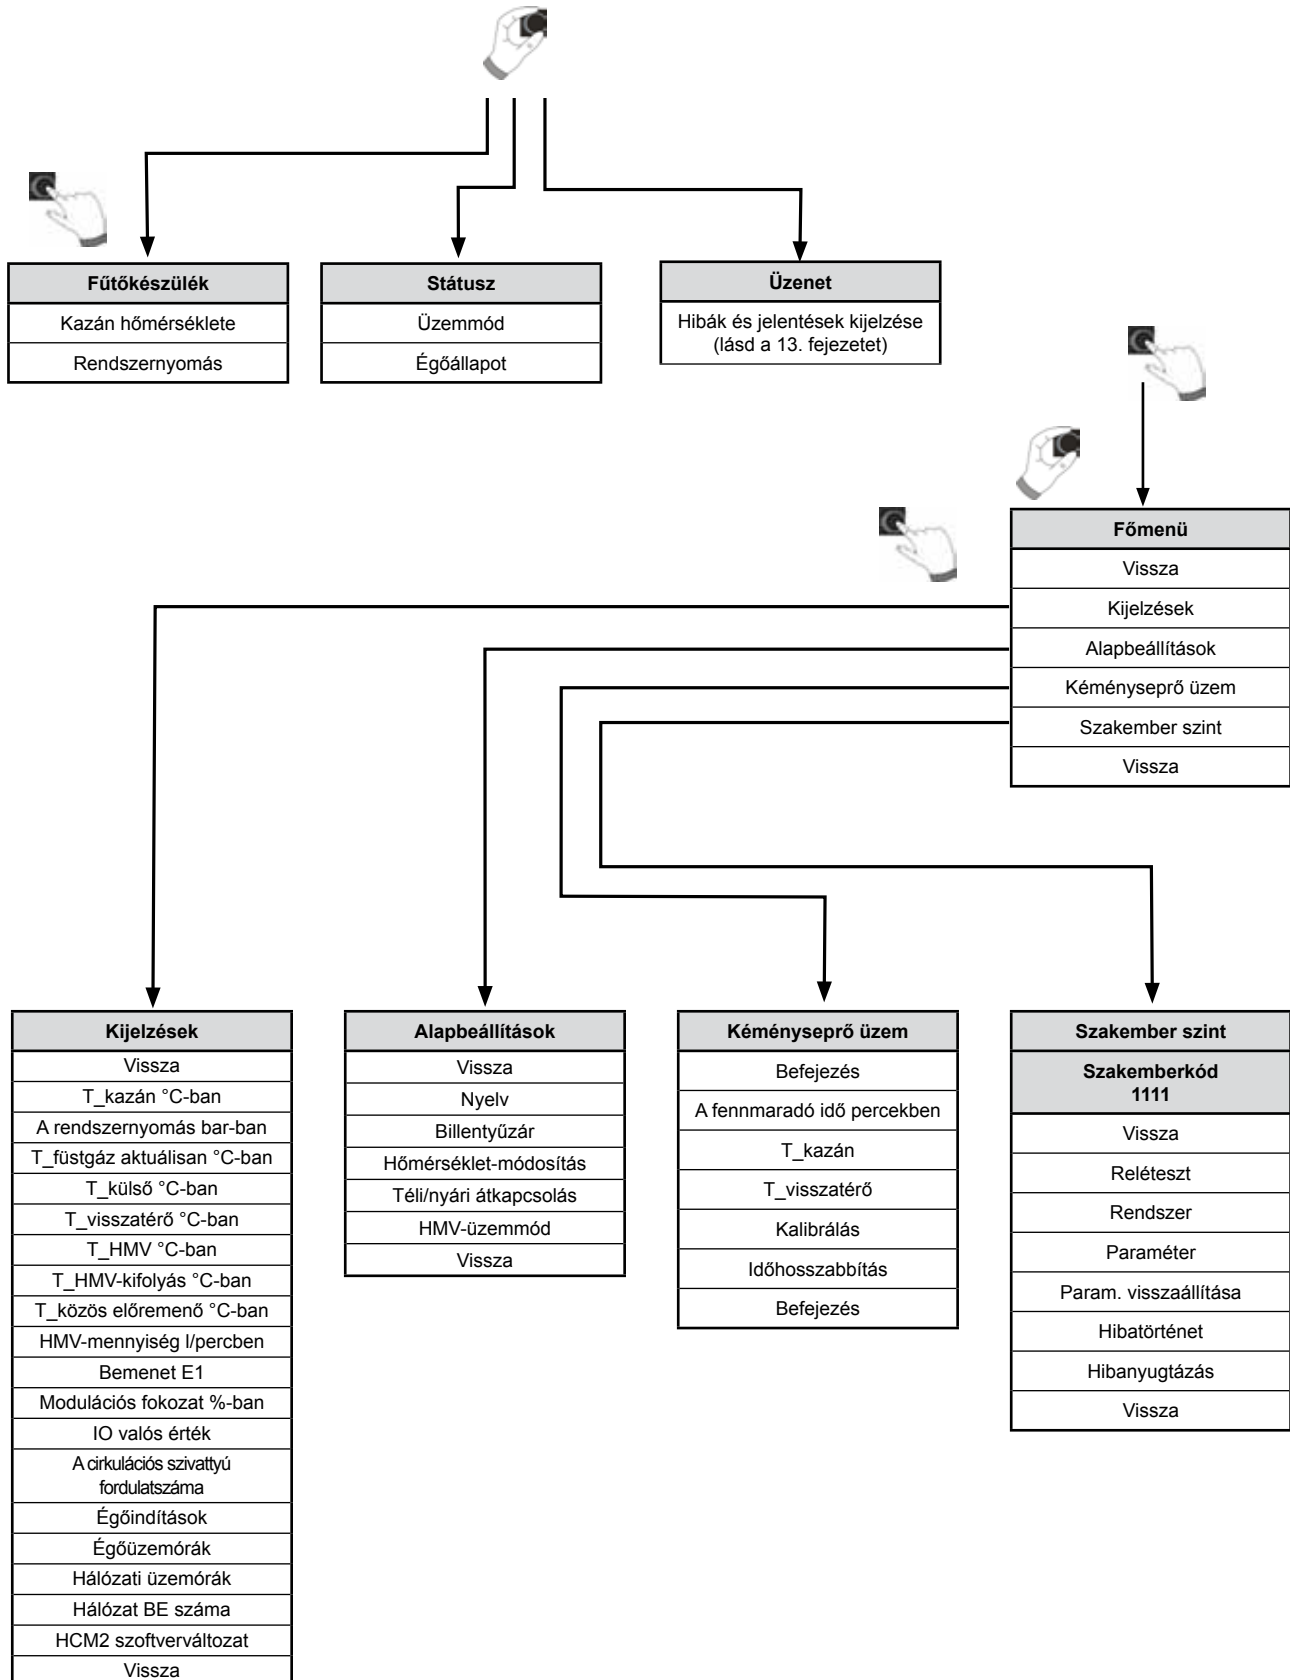 Fűtőkészülék
Kazán hőmérséklete
Rendszernyomás
Státusz
Üzemmód
Égőállapot
Üzenet
Hibák és jelentések kijelzése
(lásd a 13. fejezetet)
Főmenü
Vissza
Kijelzések
Alapbeállítások
Kéményseprő üzem
Szakember szint
Vissza
Kijelzések
Vissza
T_kazán °C-ban
A rendszernyomás bar-ban
T_füstgáz aktuálisan °C-ban
T_külső °C-ban
T_visszatérő °C-ban
T_HMV °C-ban
T_HMV-kifolyás °C-ban
T_közös előremenő °C-ban
HMV-mennyiség l/percben
Bemenet E1
Modulációs fokozat %-ban
IO valós érték
A cirkulációs szivattyú
fordulatszáma
Égőindítások
Égőüzemórák
Hálózati üzemórák
Hálózat BE száma
HCM2 szoftverváltozat
Vissza
Alapbeállítások
Vissza
Nyelv
Billentyűzár
Hőmérséklet-módosítás
Téli/nyári átkapcsolás
HMV-üzemmód
Vissza
Kéményseprő üzem
Befejezés
A fennmaradó idő percekben
T_kazán
T_visszatérő
Kalibrálás
Időhosszabbítás
Befejezés
Szakember szint
Szakemberkód
1111
Vissza
Reléteszt
Rendszer
Paraméter
Param. visszaállítása
Hibatörténet
Hibanyugtázás
Vissza